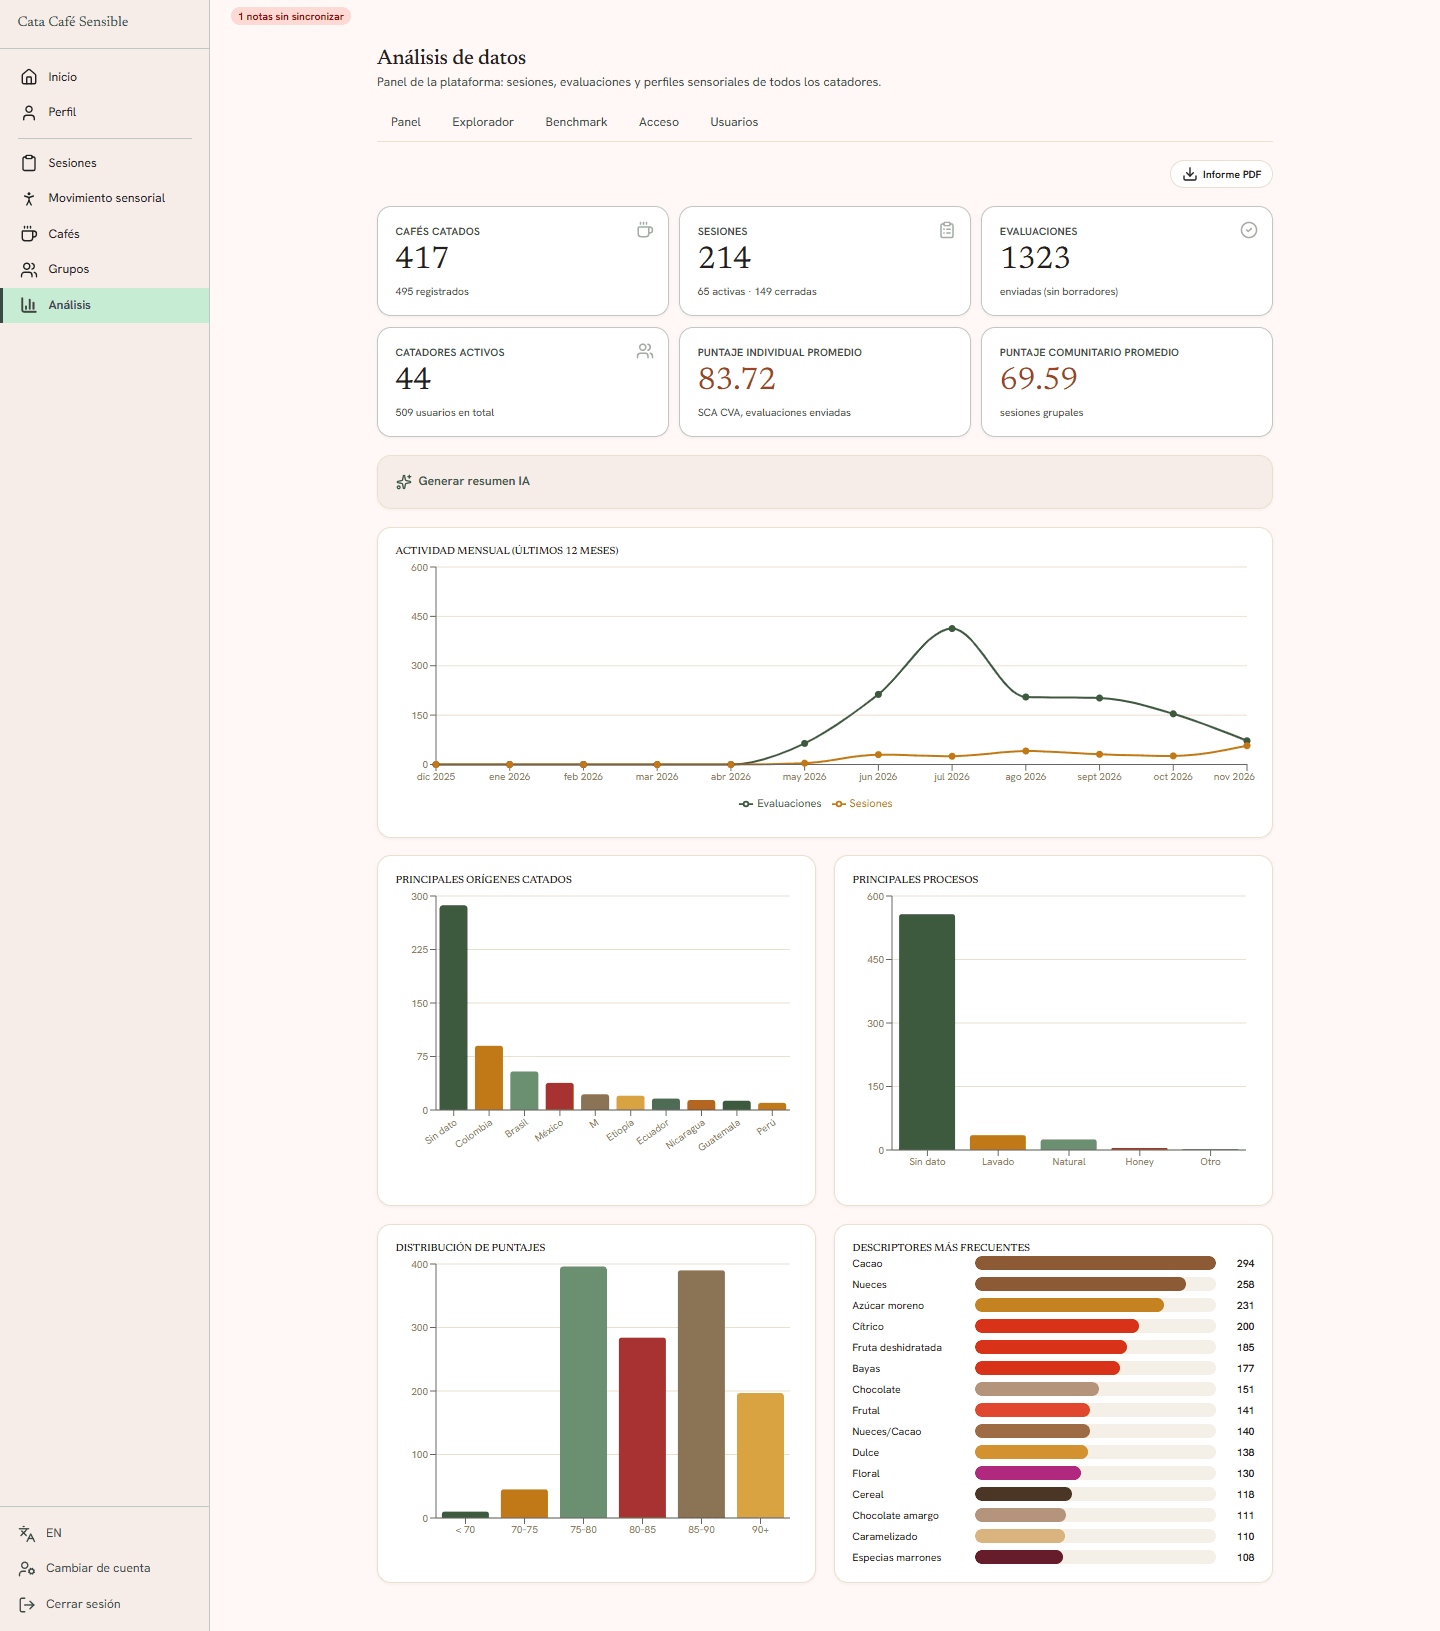 Cata Café Sensible
Inicio
Perfil
Sesiones
Movimiento sensorial
Cafés
Grupos
Análisis
EN
Cambiar de cuenta
Cerrar sesión
1 notas sin sincronizar
Análisis de datos
Panel de la plataforma: sesiones, evaluaciones y perfiles sensoriales de todos los catadores.
Panel Explorador Benchmark Acceso Usuarios
Informe PDF
CAFÉS CATADOS
417
495 registrados
SESIONES
214
65 activas · 149 cerradas
EVALUACIONES
1323
enviadas (sin borradores)
CATADORES ACTIVOS
44
509 usuarios en total
PUNTAJE INDIVIDUAL PROMEDIO
83.72
SCA CVA, evaluaciones enviadas
PUNTAJE COMUNITARIO PROMEDIO
69.59
sesiones grupales
Generar resumen IA
ACTIVIDAD MENSUAL (ÚLTIMOS 12 MESES)
600
450
300
150
0
dic 2025 ene 2026 feb 2026 mar 2026 abr 2026 may 2026 jun 2026 jul 2026 ago 2026 sept 2026 oct 2026 nov 2026
Evaluaciones Sesiones
PRINCIPALES ORÍGENES CATADOS
300
225
150
75
0
Sin dato Colombia Brasil México M Etiopía Ecuador Nicaragua Guatemala Perú
PRINCIPALES PROCESOS
600
450
300
150
0
Sin dato Lavado Natural Honey Otro
DISTRIBUCIÓN DE PUNTAJES
400
300
200
100
0
< 70 70-75 75-80 80-85 85-90 90+
DESCRIPTORES MÁS FRECUENTES
Cacao 294
Nueces 258
Azúcar moreno 231
Cítrico 200
Fruta deshidratada 185
Bayas 177
Chocolate 151
Frutal 141
Nueces/Cacao 140
Dulce 138
Floral 130
Cereal 118
Chocolate amargo 111
Caramelizado 110
Especias marrones 108